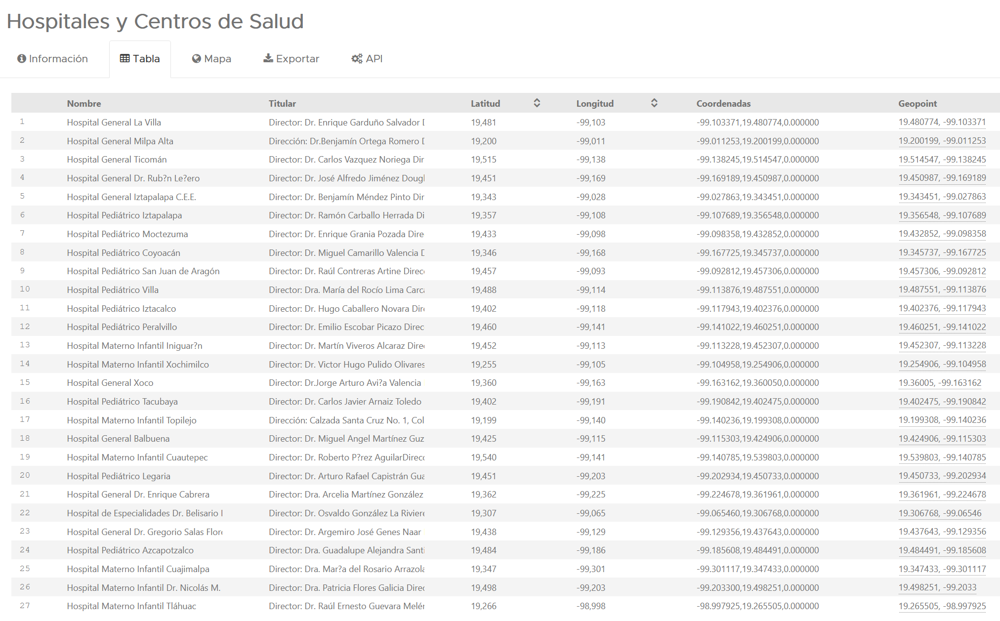 Hospitales y Centros de Salud
Información Tabla Mapa Exportar API
Nombre Titular Latitud Longitud Coordenadas Geopoint
1 Hospital General La Villa Director: Dr. Enrique Garduño Salvador 19,481 -99,103 -99.103371,19.480774,0.000000 19.480774, -99.103371
2 Hospital General Milpa Alta Dirección: Dr.Benjamín Ortega Romero 19,200 -99,011 -99.011253,19.200199,0.000000 19.200199, -99.011253
3 Hospital General Ticomán Director: Dr. Carlos Vazquez Noriega Dir 19,515 -99,138 -99.138245,19.514547,0.000000 19.514547, -99.138245
4 Hospital General Dr. Rub?n Le?ero Director: Dr. José Alfredo Jiménez Dougl 19,451 -99,169 -99.169189,19.450987,0.000000 19.450987, -99.169189
5 Hospital General Iztapalapa C.E.E. Director: Dr. Benjamín Méndez Pinto Dir 19,343 -99,028 -99.027863,19.343451,0.000000 19.343451, -99.027863
6 Hospital Pediátrico Iztapalapa Director: Dr. Ramón Carballo Herrada Di 19,357 -99,108 -99.107689,19.356548,0.000000 19.356548, -99.107689
7 Hospital Pediátrico Moctezuma Director: Dr. Enrique Grania Pozada Dire 19,433 -99,098 -99.098358,19.432852,0.000000 19.432852, -99.098358
8 Hospital Pediátrico Coyoacán Director: Dr. Miguel Camarillo Valencia 19,346 -99,168 -99.167725,19.345737,0.000000 19.345737, -99.167725
9 Hospital Pediátrico San Juan de Aragón Director: Dr. Raúl Contreras Artine Direc 19,457 -99,093 -99.092812,19.457306,0.000000 19.457306, -99.092812
10 Hospital Pediátrico Villa Director: Dra. María del Rocío Lima Carca 19,488 -99,114 -99.113876,19.487551,0.000000 19.487551, -99.113876
11 Hospital Pediátrico Iztacalco Director: Dr. Hugo Caballero Novara Dire 19,402 -99,118 -99.117943,19.402376,0.000000 19.402376, -99.117943
12 Hospital Pediátrico Peralvillo Director: Dr. Emilio Escobar Picazo Direc 19,460 -99,141 -99.141022,19.460251,0.000000 19.460251, -99.141022
13 Hospital Materno Infantil Iniguar?n Director: Dr. Martín Viveros Alcaraz Dire 19,452 -99,113 -99.113228,19.452307,0.000000 19.452307, -99.113228
14 Hospital Materno Infantil Xochimilco Director: Dr. Victor Hugo Pulido Olivares 19,255 -99,105 -99.104958,19.254906,0.000000 19.254906, -99.104958
15 Hospital General Xoco Director: Dr.Jorge Arturo Avi?a Valencia 19,360 -99,163 -99.163162,19.360050,0.000000 19.36005, -99.163162
16 Hospital Pediátrico Tacubaya Director: Dr. Carlos Javier Arnaiz Toledo 19,402 -99,191 -99.190842,19.402475,0.000000 19.402475, -99.190842
17 Hospital Materno Infantil Topilejo Dirección: Calzada Santa Cruz No. 1, Col 19,199 -99,140 -99.140236,19.199308,0.000000 19.199308, -99.140236
18 Hospital General Balbuena Director: Dr. Miguel Angel Martínez Guz 19,425 -99,115 -99.115303,19.424906,0.000000 19.424906, -99.115303
19 Hospital Materno Infantil Cuautepec Director: Dr. Roberto P?rez AguilarDirec 19,540 -99,141 -99.140785,19.539803,0.000000 19.539803, -99.140785
20 Hospital Pediátrico Legaria Director: Dr. Arturo Rafael Capistrán Gua 19,451 -99,203 -99.202934,19.450733,0.000000 19.450733, -99.202934
21 Hospital General Dr. Enrique Cabrera Director: Dra. Arcelia Martínez González 19,362 -99,225 -99.224678,19.361961,0.000000 19.361961, -99.224678
22 Hospital de Especialidades Dr. Belisario Director: Dr. Osvaldo González La Riviere 19,307 -99,065 -99.065460,19.306768,0.000000 19.306768, -99.06546
23 Hospital General Dr. Gregorio Salas Flore Director: Dr. Argemiro José Genes Naar 19,438 -99,129 -99.129356,19.437643,0.000000 19.437643, -99.129356
24 Hospital Pediátrico Azcapotzalco Director: Dra. Guadalupe Alejandra Santi 19,484 -99,186 -99.185608,19.484491,0.000000 19.484491, -99.185608
25 Hospital Materno Infantil Cuajimalpa Director: Dra. Mar?a del Rosario Arrazola 19,347 -99,301 -99.301117,19.347433,0.000000 19.347433, -99.301117
26 Hospital Materno Infantil Dr. Nicolás M. Director: Dra. Patricia Flores Galicia Direc 19,498 -99,203 -99.203300,19.498251,0.000000 19.498251, -99.2033
27 Hospital Materno Infantil Tláhuac Director: Dr. Raúl Ernesto Guevara Melér 19,266 -98,998 -98.997925,19.265505,0.000000 19.265505, -98.997925